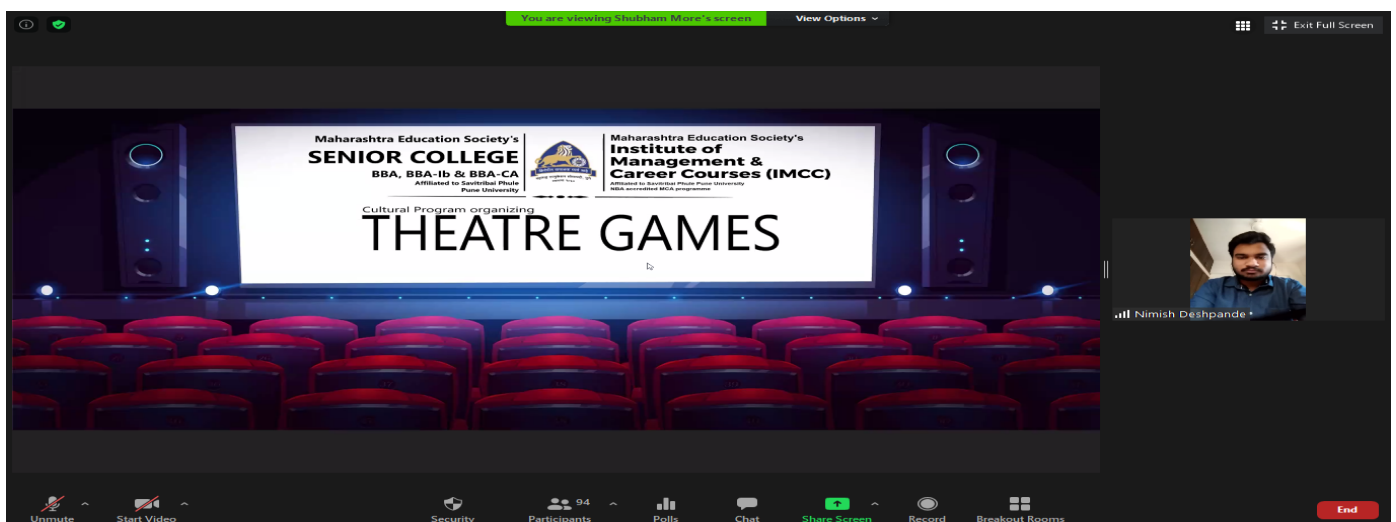 You are viewing Shubham More's screen
View Options
Exit Full Screen
Maharashtra Education Society's
SENIOR COLLEGE
BBA, BBA-Ib & BBA-CA
Affiliated to Savitribai Phule
Pune University
Maharashtra Education Society's
Institute of
Management &
Career Courses (IMCC)
Affiliated to Savitribai Phule Pune University
NBA accredited MCA programme
Cultural Program organizing
THEATRE GAMES
Nimish Deshpande
Unmute
Start Video
Security
94
Participants
Polls
Chat
Share Screen
Record
Breakout Rooms
End